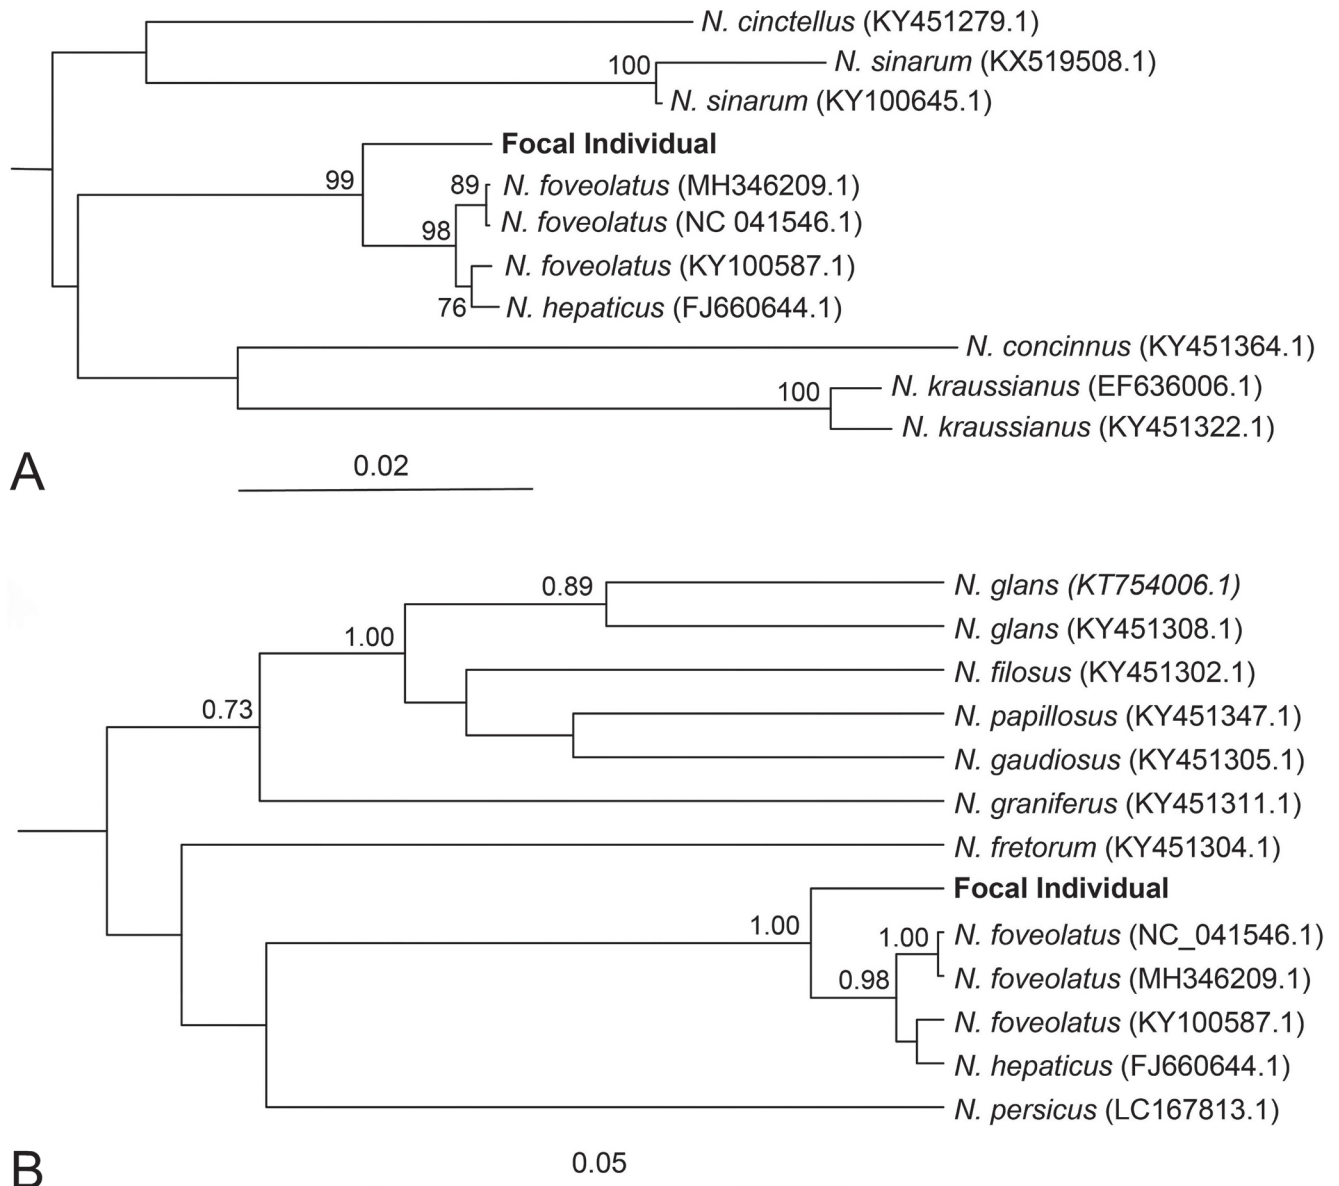 N. cinctellus (KY451279.1)
100
N. sinarum (KX519508.1)
N. sinarum (KY100645.1)
Focal Individual
99
89
N. foveolatus (MH346209.1)
N. foveolatus (NC 041546.1)
98
N. foveolatus (KY100587.1)
76
N. hepaticus (FJ660644.1)
N. concinnus (KY451364.1)
100
N. kraussianus (EF636006.1)
N. kraussianus (KY451322.1)
A
0.02
0.89
N. glans (KT754006.1)
N. glans (KY451308.1)
1.00
N. filosus (KY451302.1)
0.73
N. papillosus (KY451347.1)
N. gaudiosus (KY451305.1)
N. graniferus (KY451311.1)
N. fretorum (KY451304.1)
Focal Individual
1.00
1.00
N. foveolatus (NC_041546.1)
0.98
N. foveolatus (MH346209.1)
N. foveolatus (KY100587.1)
N. hepaticus (FJ660644.1)
N. persicus (LC167813.1)
B
0.05